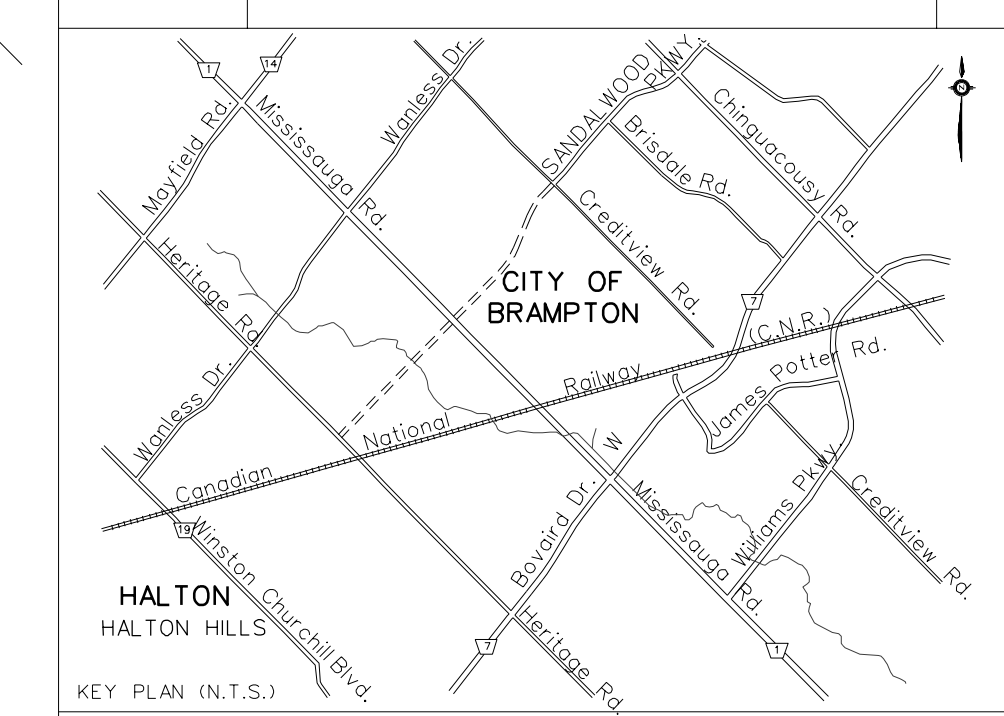 1
14
Mayfield Rd.
Mississauga Rd.
Wanless Dr.
SANDALWOOD PKWY.
Chinguacousy Rd.
Brisdale Rd.
N
Heritage Rd.
Creditview Rd.
CITY OF
BRAMPTON
7
Wanless Dr.
Canadian National Railway (C.N.R.)
James Potter Rd.
19
Winston Churchill Blvd.
HALTON
HALTON HILLS
Bovaird Dr. W
Mississauga Rd.
Williams Pkwy
Creditview Rd.
7
Heritage Rd.
1
KEY PLAN (N.T.S.)